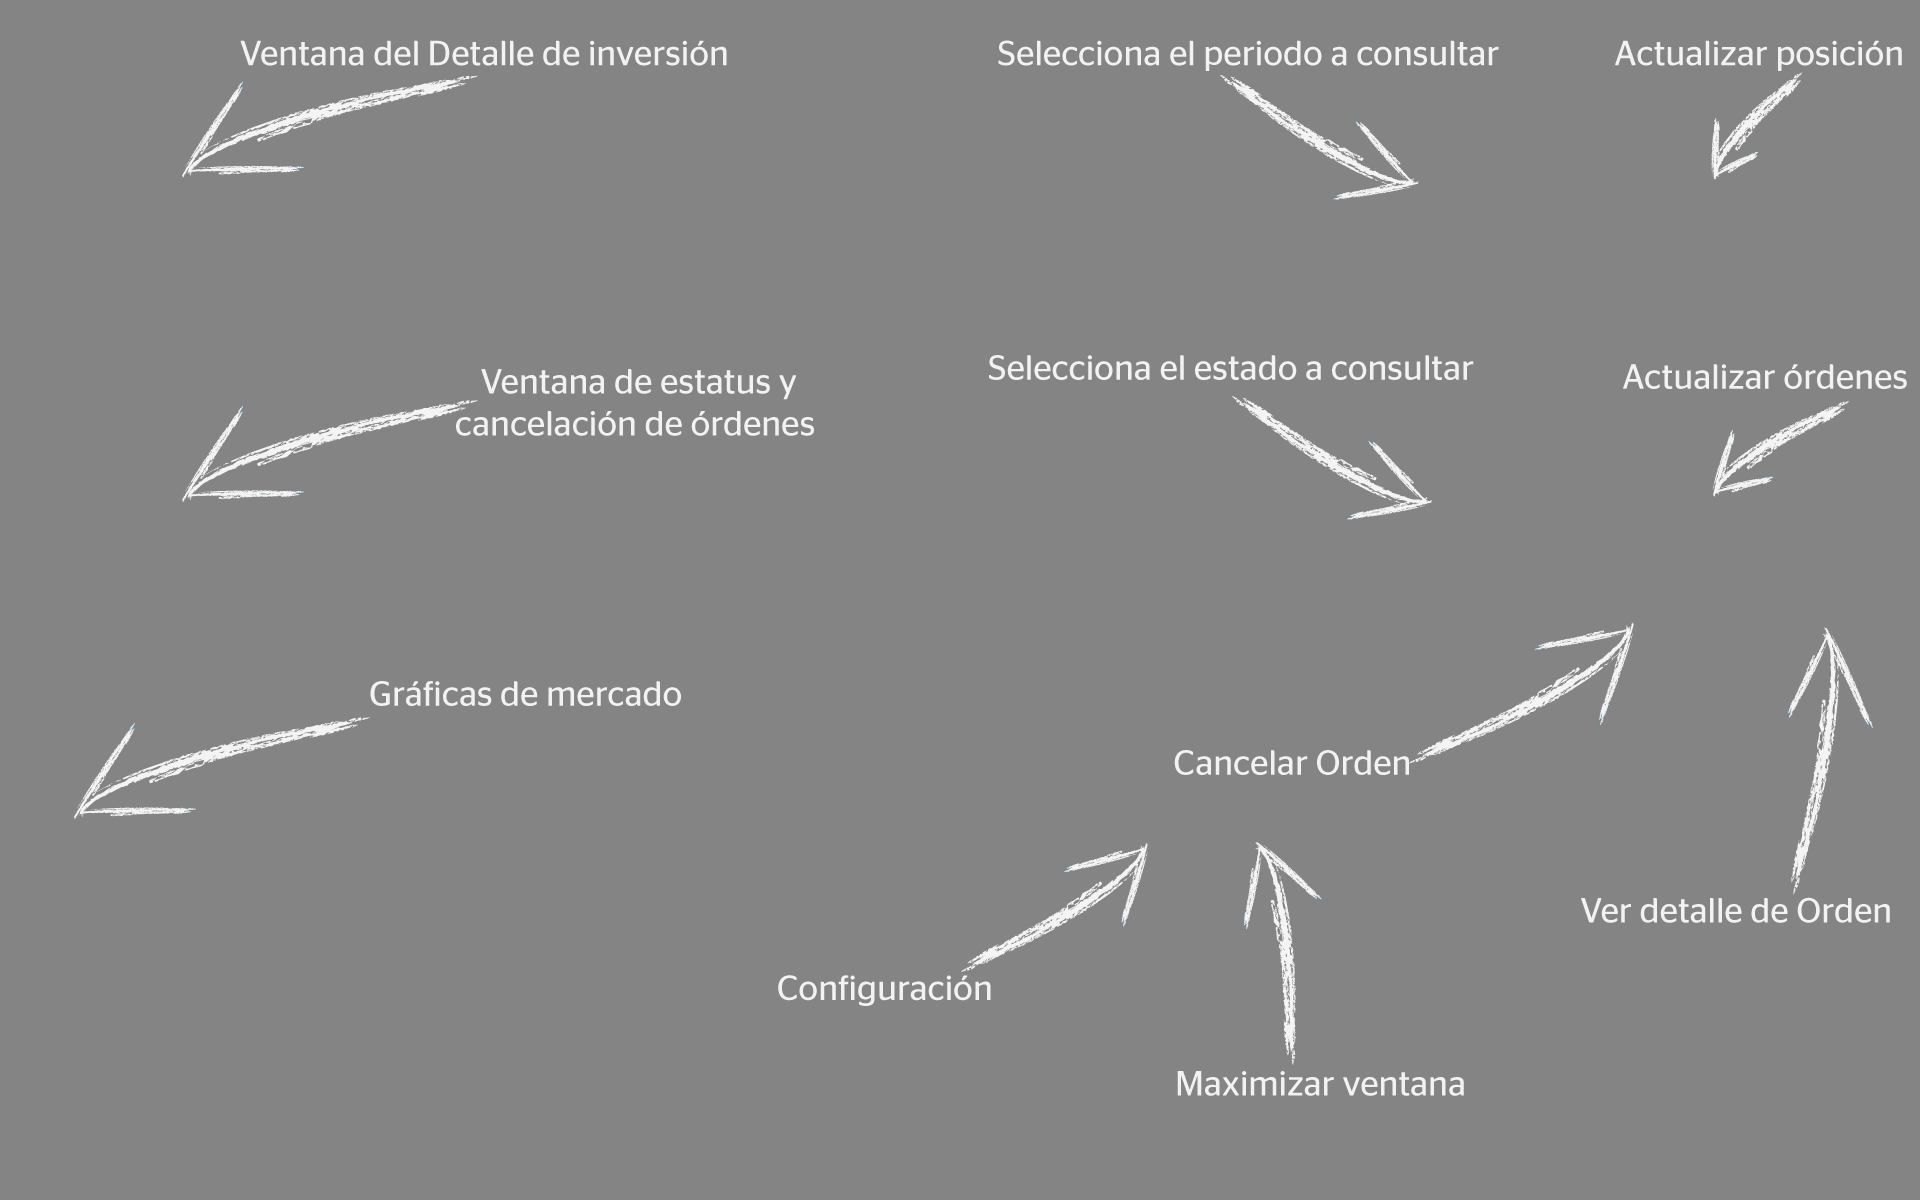 Ventana del Detalle de inversión
Selecciona el periodo a consultar
Actualizar posición
Ventana de estatus y
cancelación de órdenes
Selecciona el estado a consultar
Actualizar órdenes
Gráficas de mercado
Cancelar Orden
Ver detalle de Orden
Configuración
Maximizar ventana